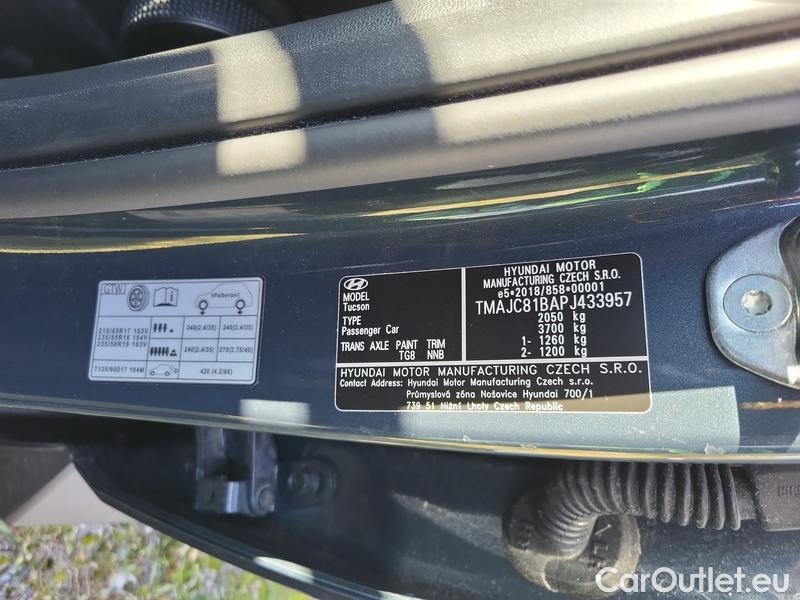 GTW
kPa(bar/psi)
215/65R17 103V
235/55R18 104V
235/50R19 103V
240(2.4/35) 240(2.4/35)
240(2.4/35) 275(2.75/40)
T135/90D17 104M 420 (4.2/60)
MODEL
Tucson
TYPE
Passenger Car
TRANS AXLE PAINT TRIM
TG8 NNB
HYUNDAI MOTOR
MANUFACTURING CZECH S.R.O.
e5*2018/858*00001
TMAJC81BAPJ433957
2050 kg
3700 kg
1- 1260 kg
2- 1200 kg
HYUNDAI MOTOR MANUFACTURING CZECH S.R.O.
Contact Address: Hyundai Motor Manufacturing Czech s.r.o.
Průmyslová zóna Nošovice Hyundai 700/1
739 51 Nižní Lhoty Czech Republic
CarOutlet.eu